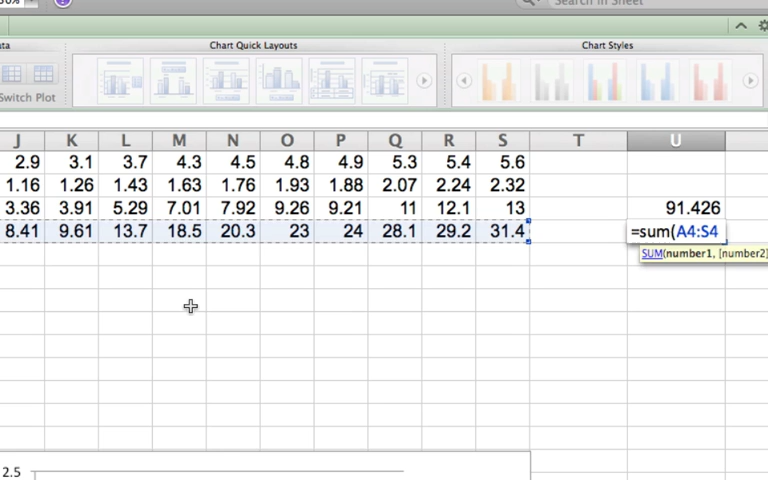 Search in Sheet
Chart Quick Layouts
Chart Styles
Switch Plot
J K L M N O P Q R S T U
2.9 3.1 3.7 4.3 4.5 4.8 4.9 5.3 5.4 5.6
1.16 1.26 1.43 1.63 1.76 1.93 1.88 2.07 2.24 2.32
3.36 3.91 5.29 7.01 7.92 9.26 9.21 11 12.1 13 91.426
8.41 9.61 13.7 18.5 20.3 23 24 28.1 29.2 31.4 =sum(A4:S4
SUM(number1, [number2]
2.5